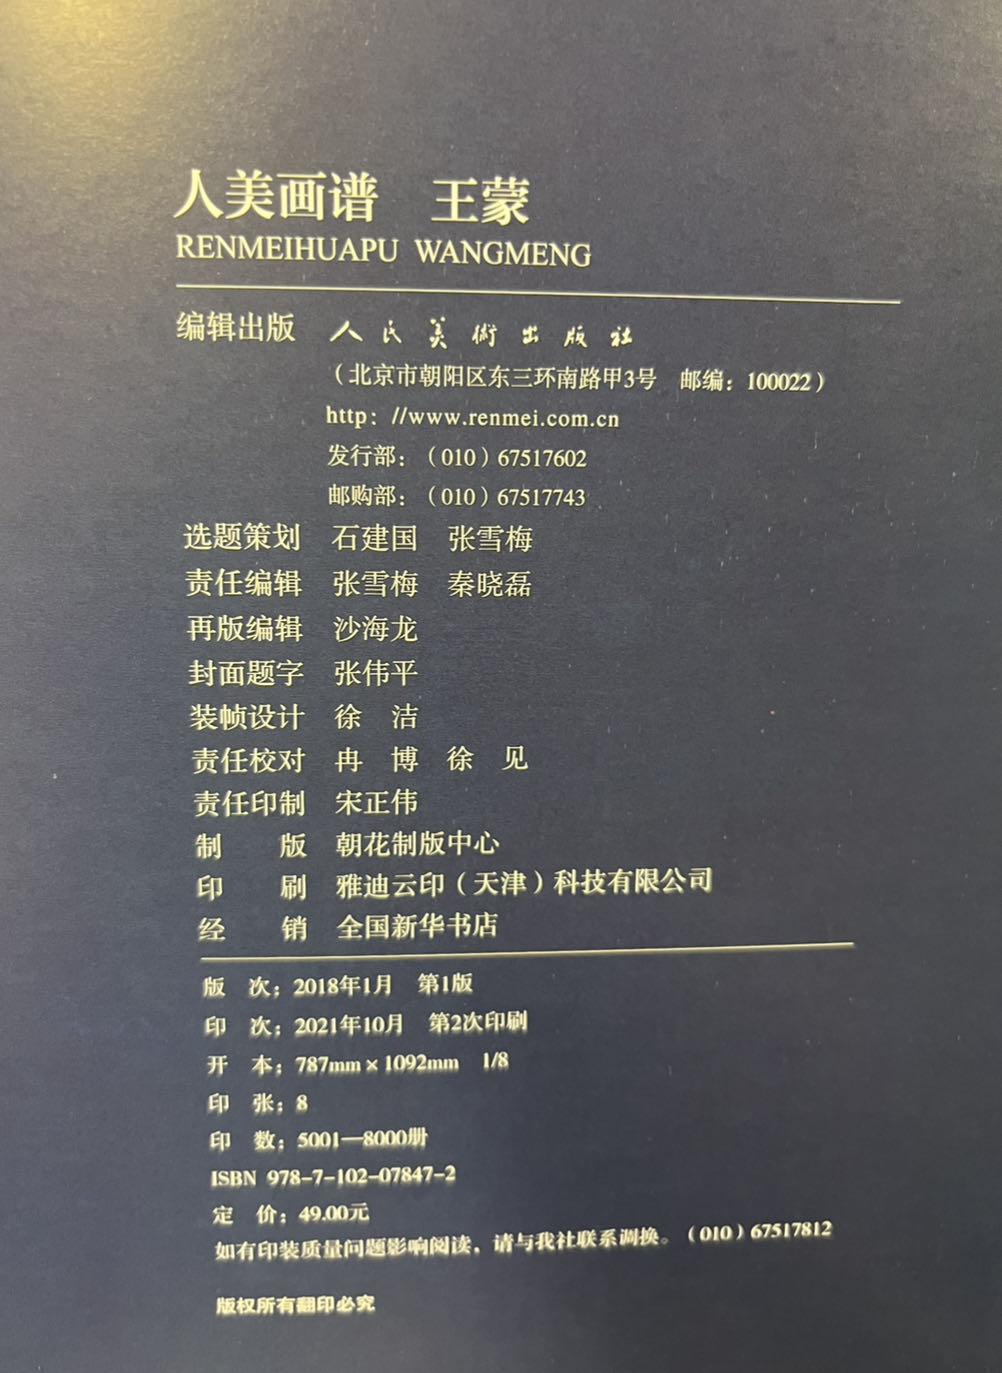 人美画谱 王蒙
RENMEIHUAPU WANGMENG
编辑出版 人民美術出版社
（北京市朝阳区东三环南路甲3号 邮编：100022）
http: //www.renmei.com.cn
发行部：（010）67517602
邮购部：（010）67517743
选题策划 石建国 张雪梅
责任编辑 张雪梅 秦晓磊
再版编辑 沙海龙
封面题字 张伟平
装帧设计 徐 洁
责任校对 冉 博 徐 见
责任印制 宋正伟
制 版 朝花制版中心
印 刷 雅迪云印（天津）科技有限公司
经 销 全国新华书店
版 次：2018年1月 第1版
印 次：2021年10月 第2次印刷
开 本：787mm×1092mm 1/8
印 张：8
印 数：5001—8000册
ISBN 978-7-102-07847-2
定 价：49.00元
如有印装质量问题影响阅读，请与我社联系调换。（010）67517812
版权所有翻印必究